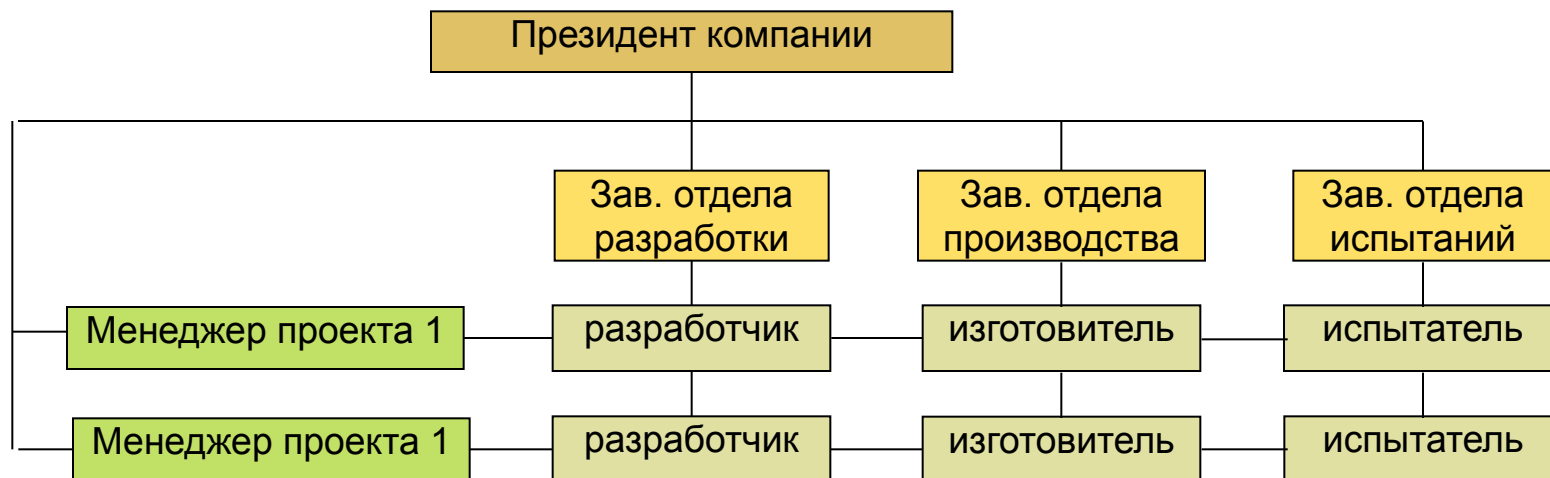 Президент компании
Зав. отдела
разработки
Зав. отдела
производства
Зав. отдела
испытаний
Менеджер проекта 1
разработчик
изготовитель
испытатель
Менеджер проекта 1
разработчик
изготовитель
испытатель